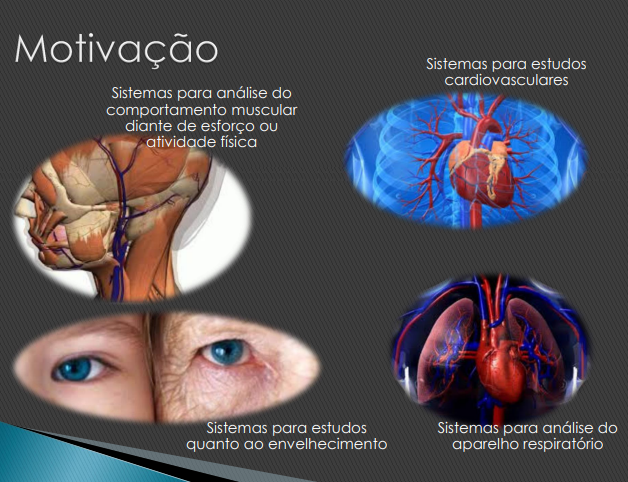 Motivação
Sistemas para análise do
comportamento muscular
diante de esforço ou
atividade física
Sistemas para estudos
cardiovasculares
Sistemas para estudos
quanto ao envelhecimento
Sistemas para análise do
aparelho respiratório